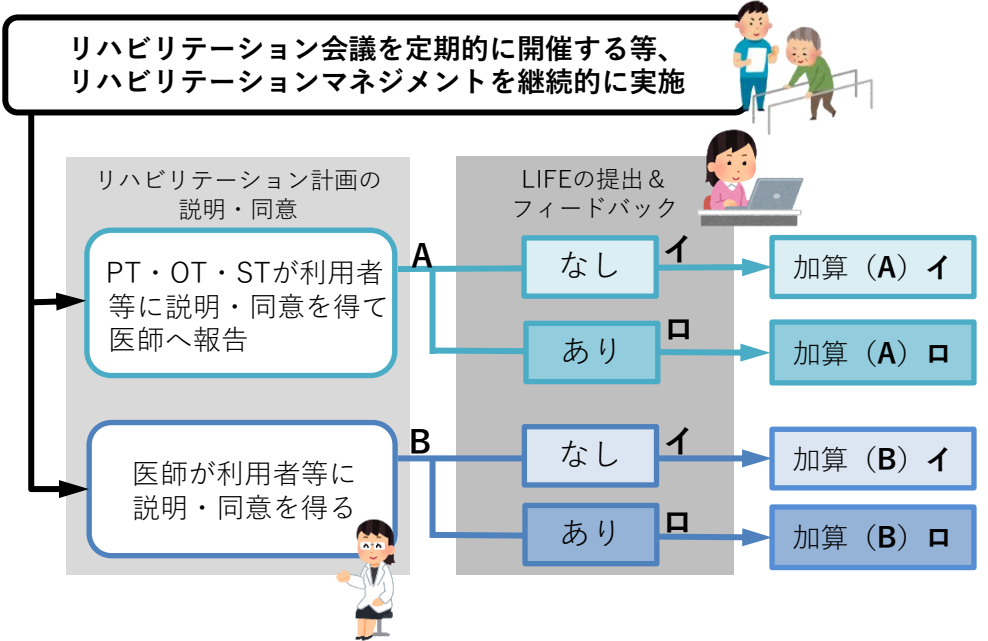 リハビリテーション会議を定期的に開催する等、
リハビリテーションマネジメントを継続的に実施
リハビリテーション計画の
説明・同意
LIFEの提出＆
フィードバック
PT・OT・STが利用者
等に説明・同意を得て
医師へ報告
A
なし
イ
加算（A）イ
あり
ロ
加算（A）ロ
医師が利用者等に
説明・同意を得る
B
なし
イ
加算（B）イ
あり
ロ
加算（B）ロ